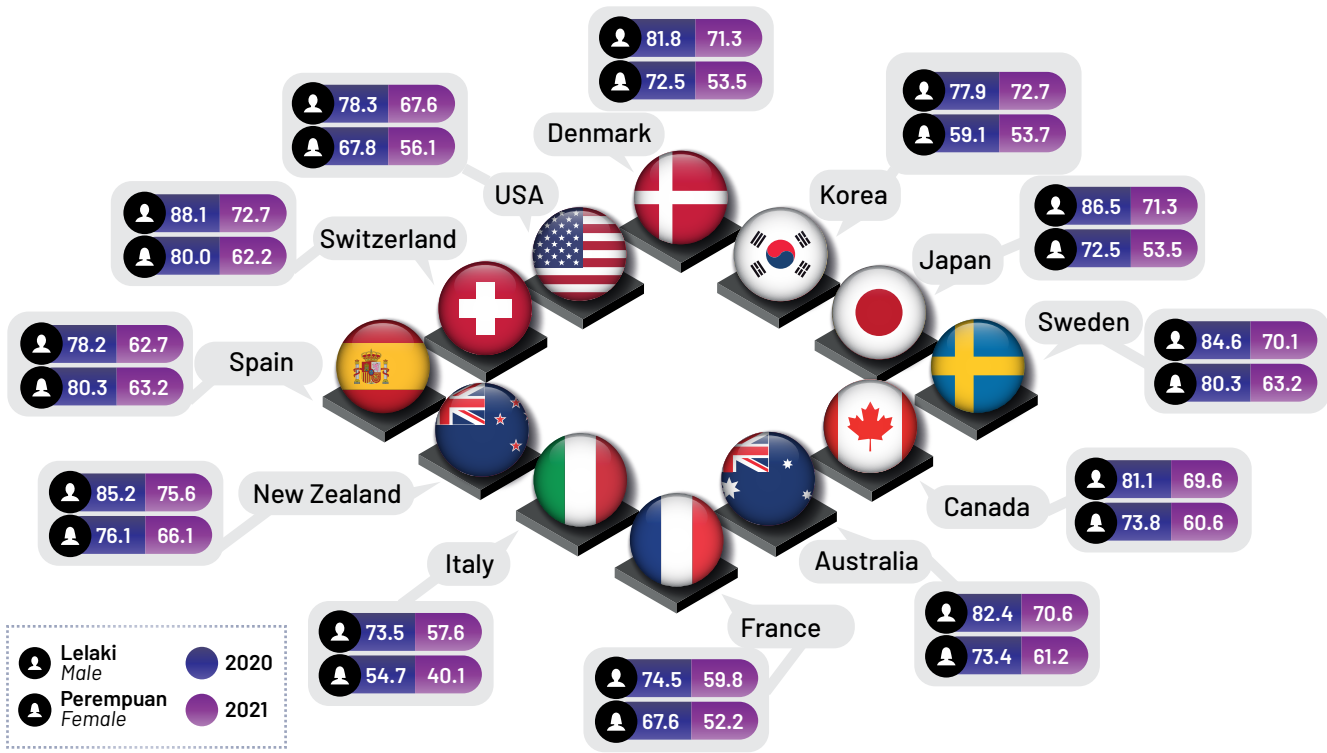 81.8 71.3
72.5 53.5
Denmark
77.9 72.7
59.1 53.7
Korea
78.3 67.6
67.8 56.1
USA
86.5 71.3
72.5 53.5
Japan
88.1 72.7
80.0 62.2
Switzerland
84.6 70.1
80.3 63.2
Sweden
78.2 62.7
80.3 63.2
Spain
85.2 75.6
76.1 66.1
New Zealand
81.1 69.6
73.8 60.6
Canada
Italy
73.5 57.6
54.7 40.1
Australia
82.4 70.6
73.4 61.2
France
74.5 59.8
67.6 52.2
Lelaki
Male
2020
Perempuan
Female
2021